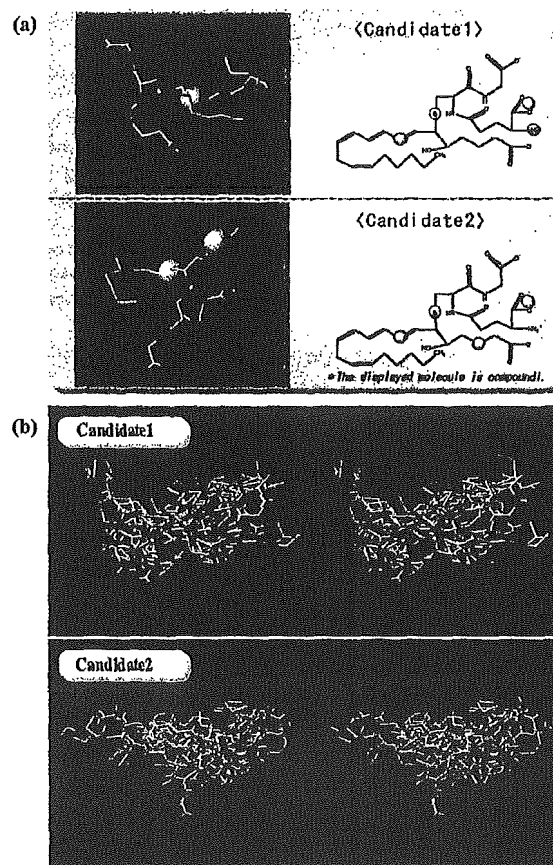 (a)
〈Candidate1〉
〈Candidate2〉
*The displayed molecule is compound1.
(b)
Candidate1
Candidate2